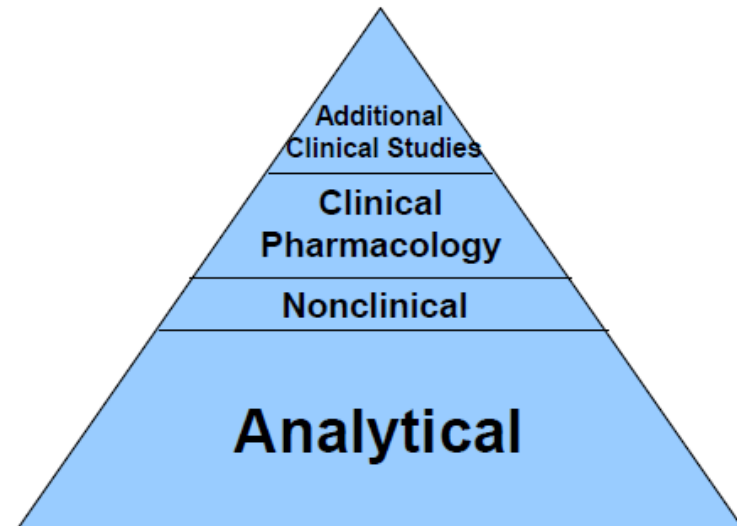 Additional
Clinical Studies
Clinical
Pharmacology
Nonclinical
Analytical